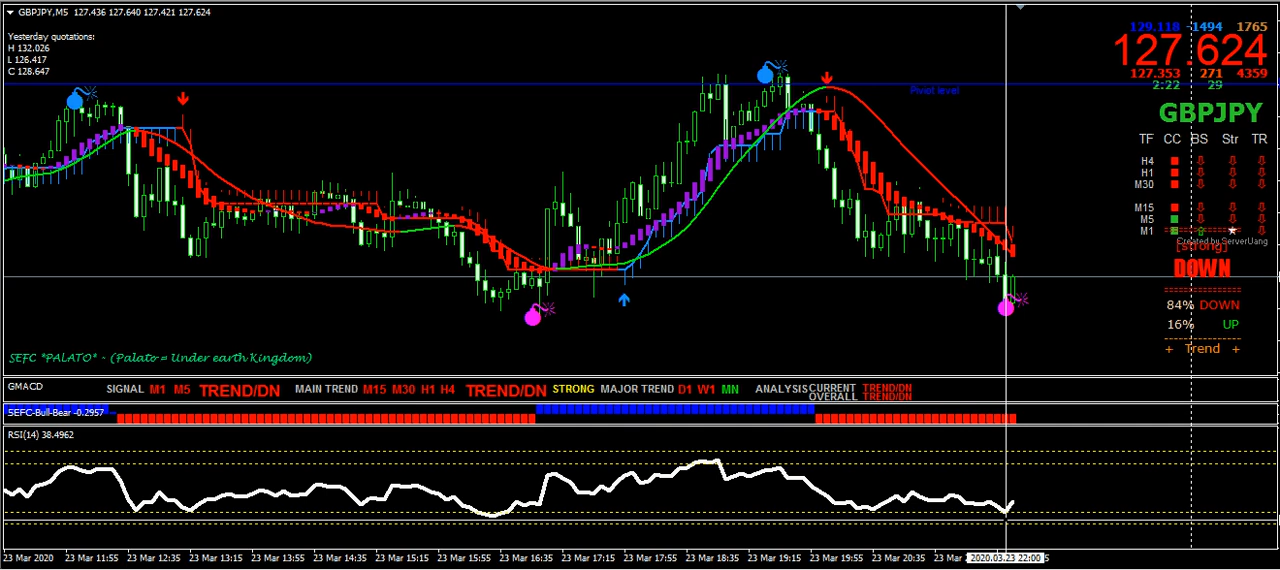 GBPJPY,M5 127.436 127.640 127.421 127.624
Yesterday quotations:
H 132.026
L 126.417
C 128.647
Pivot level
129.118 -1494 1765
127.624
127.353 271 4359
2:22 29
GBPJPY
TF CC BS Str TR
H4
H1
M30
M15
M5
M1
Created by ServerUang
[strong]
DOWN
84% DOWN
16% UP
+ Trend +
SEFC *PALATO* ~ (Palato = Under earth Kingdom)
GMACD SIGNAL M1 M5 TREND/DN MAIN TREND M15 M30 H1 H4 TREND/DN STRONG MAJOR TREND D1 W1 MN ANALYSIS CURRENT TREND/DN
OVERALL TREND/DN
SEFC-Bull-Bear -0.2957
RSI(14) 38.4962
23 Mar 2020 23 Mar 11:55 23 Mar 12:35 23 Mar 13:15 23 Mar 13:55 23 Mar 14:35 23 Mar 15:15 23 Mar 15:55 23 Mar 16:35 23 Mar 17:15 23 Mar 17:55 23 Mar 18:35 23 Mar 19:15 23 Mar 19:55 23 Mar 20:35 23 Mar 2020.03.23 22:00